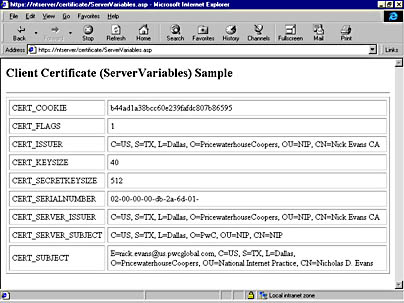 https://ntserver/certificate/ServerVariables.asp - Microsoft Internet Explorer
File Edit View Go Favorites Help
Back Forward Stop Refresh Home Search Favorites History Channels Fullscreen Mail Print
Address https://ntserver/certificate/ServerVariables.asp Links
Client Certificate (ServerVariables) Sample
CERT_COOKIE b44ad1a38bcc60e239fafdc807b86595
CERT_FLAGS 1
CERT_ISSUER C=US, S=TX, L=Dallas, O=PricewaterhouseCoopers, OU=NIP, CN=Nick Evans CA
CERT_KEYSIZE 40
CERT_SECRETKEYSIZE 512
CERT_SERIALNUMBER 02-00-00-00-db-2a-6d-01-
CERT_SERVER_ISSUER C=US, S=TX, L=Dallas, O=PricewaterhouseCoopers, OU=NIP, CN=Nick Evans CA
CERT_SERVER_SUBJECT C=US, S=TX, L=Dallas, O=PwC, OU=NIP, CN=NIP
CERT_SUBJECT E=nick.evans@us.pwcglobal.com, C=US, S=TX, L=Dallas,
O=PricewaterhouseCoopers, OU=National Internet Practice, CN=Nicholas D. Evans
Local intranet zone